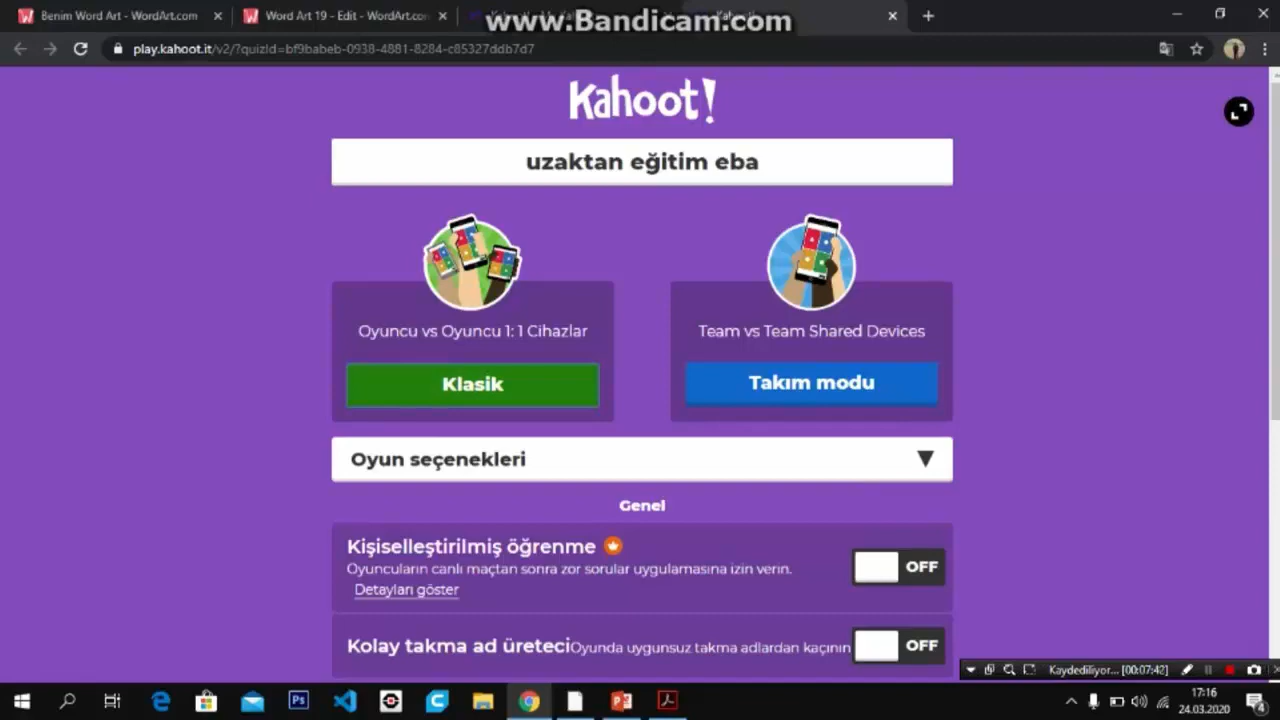 Benim Word Art - WordArt.com
Word Art 19 - Edit - WordArt.com
www.Bandicam.com
play.kahoot.it/v2/?quizId=bf9babeb-0938-4881-8284-c85327ddb7d7
Kahoot!
uzaktan eğitim eba
Oyuncu vs Oyuncu 1:1 Cihazlar
Team vs Team Shared Devices
Klasik
Takım modu
Oyun seçenekleri
Genel
Kişiselleştirilmiş öğrenme
Oyuncuların canlı maçtan sonra zor sorular uygulamasına izin verin.
OFF
Detayları göster
Kolay takma ad üreteci Oyunda uygunsuz takma adlardan kaçının
OFF
Kaydediliyor... [00:07:42]
17:16
24.03.2020